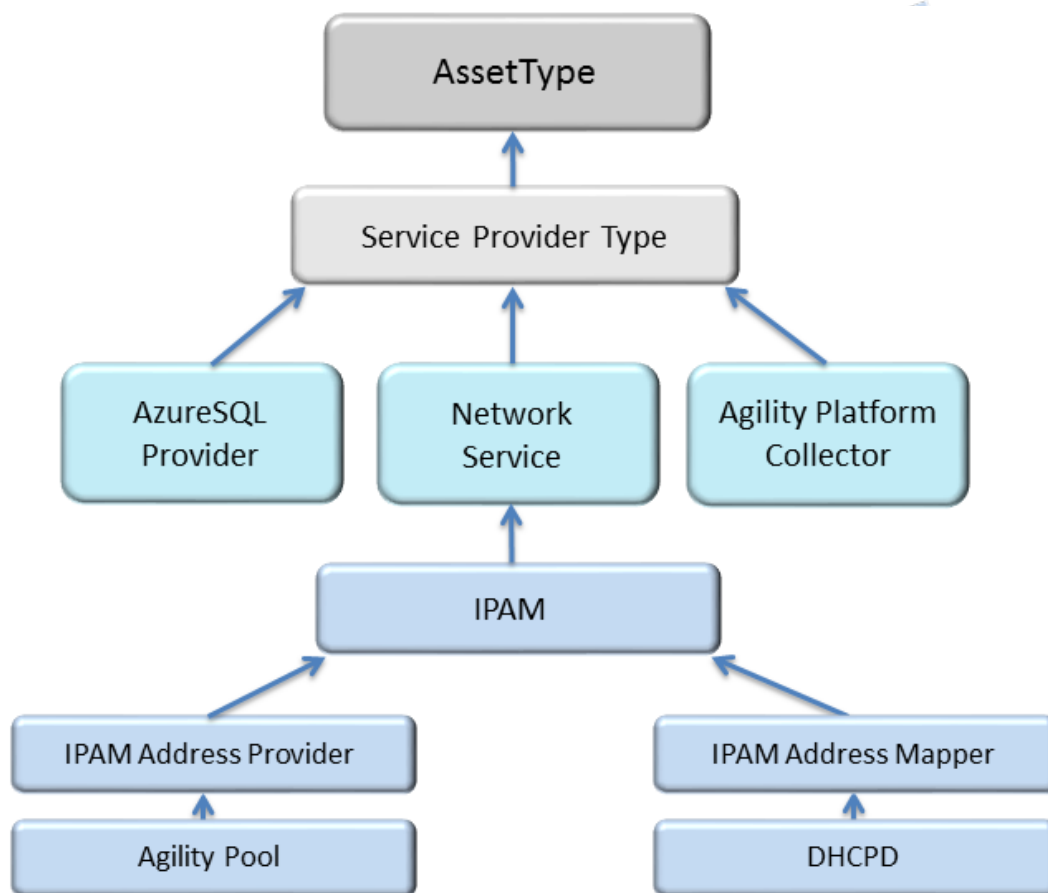 AssetType
Service Provider Type
AzureSQL
Provider
Network
Service
Agility Platform
Collector
IPAM
IPAM Address Provider
IPAM Address Mapper
Agility Pool
DHCPD